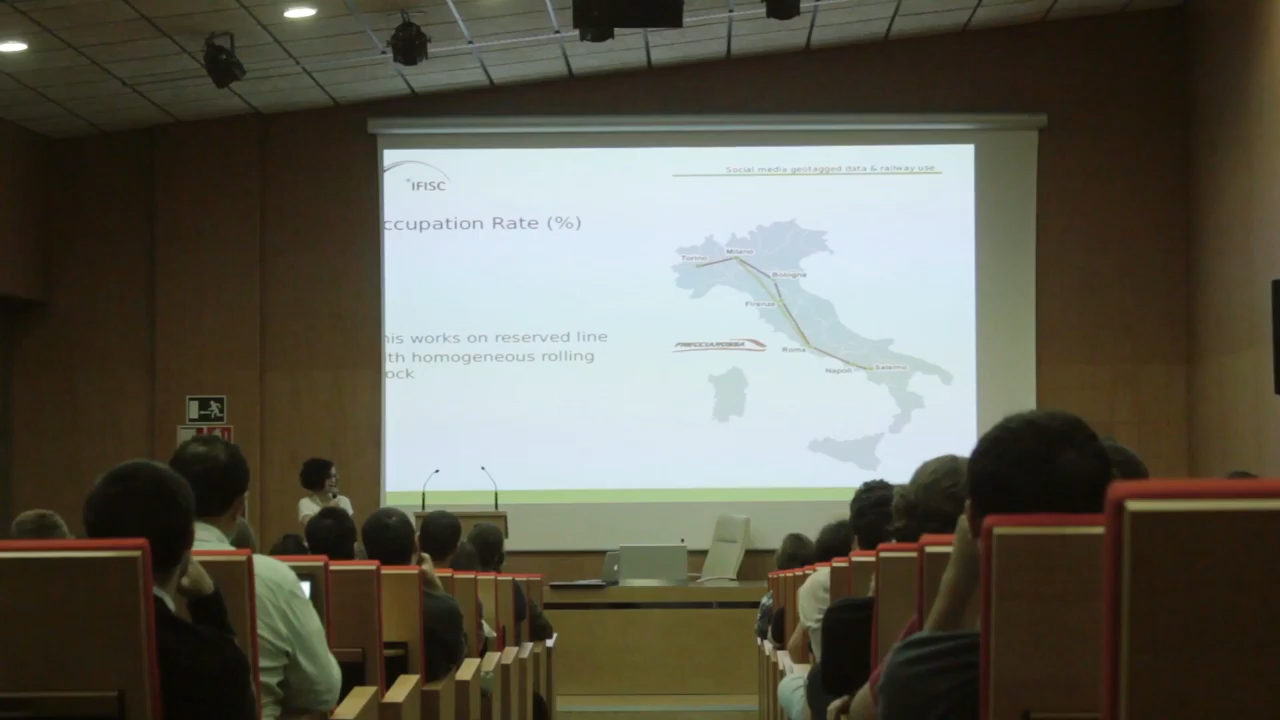 IFISC
Social media geotagged data & railway use
ccupation Rate (%)
Torino
Milano
Bologna
Firenze
his works on reserved line
th homogeneous rolling
ock
FRECCIAROSSA
Roma
Napoli
Salerno